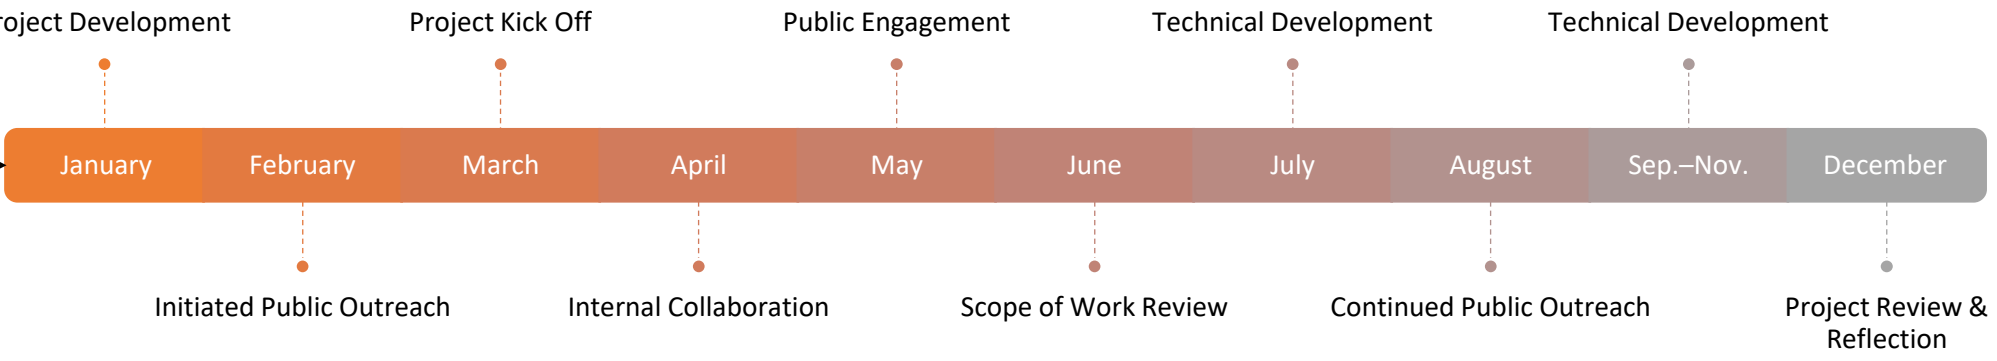 roject Development
Project Kick Off
Public Engagement
Technical Development
Technical Development
January
February
March
April
May
June
July
August
Sep.–Nov.
December
Initiated Public Outreach
Internal Collaboration
Scope of Work Review
Continued Public Outreach
Project Review &
Reflection